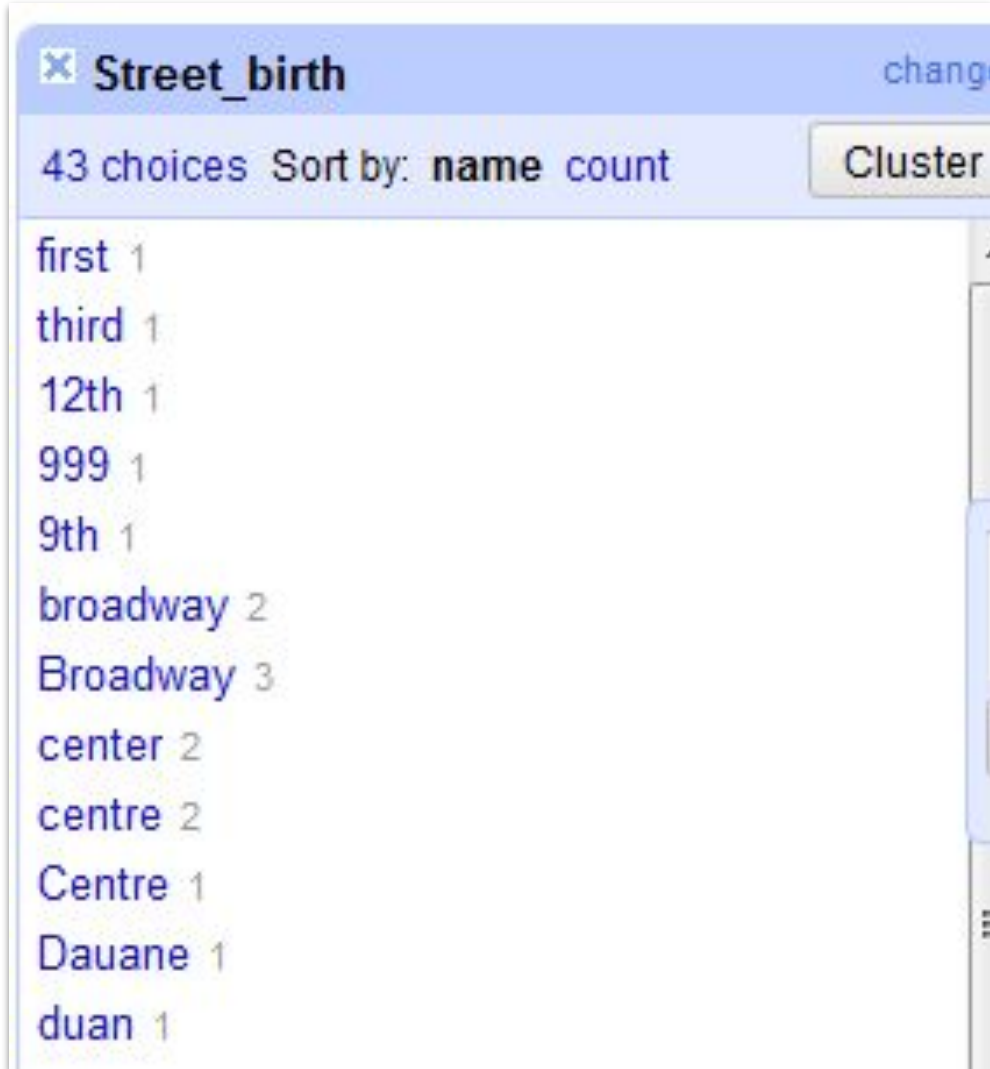 Street_birth chang
43 choices Sort by: name count Cluster
first 1
third 1
12th 1
999 1
9th 1
broadway 2
Broadway 3
center 2
centre 2
Centre 1
Dauane 1
duan 1